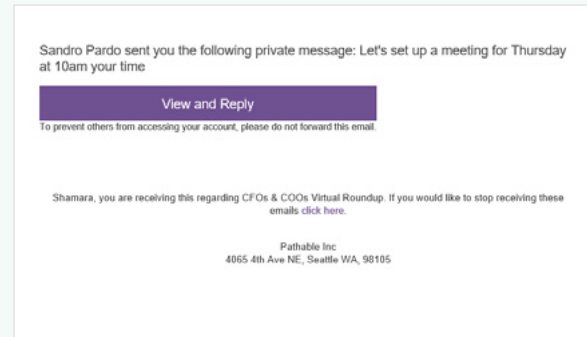 Sandro Pardo sent you the following private message: Let's set up a meeting for Thursday
at 10am your time
View and Reply
To prevent others from accessing your account, please do not forward this email.
Shamara, you are receiving this regarding CFOs & COOs Virtual Roundup. If you would like to stop receiving these
emails click here.
Pathable Inc
4065 4th Ave NE, Seattle WA, 98105